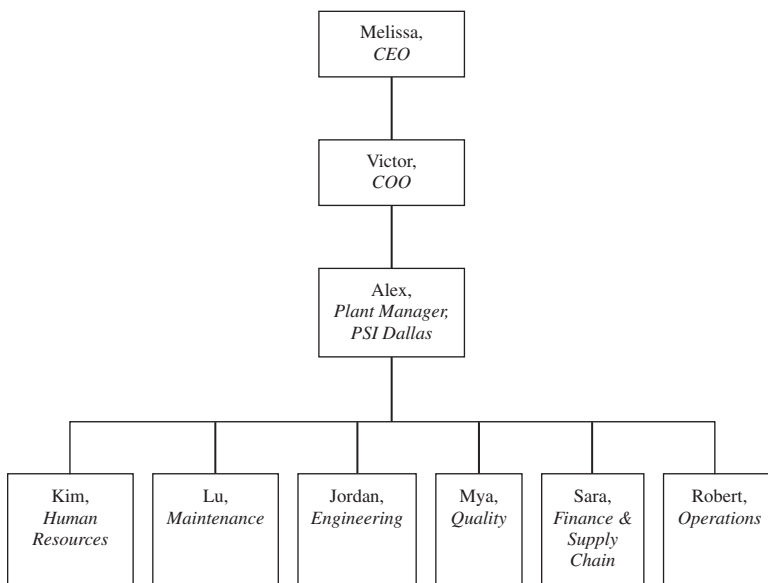 Melissa,
CEO
Victor,
COO
Alex,
Plant Manager,
PSI Dallas
Kim,
Human
Resources
Lu,
Maintenance
Jordan,
Engineering
Mya,
Quality
Sara,
Finance &
Supply
Chain
Robert,
Operations